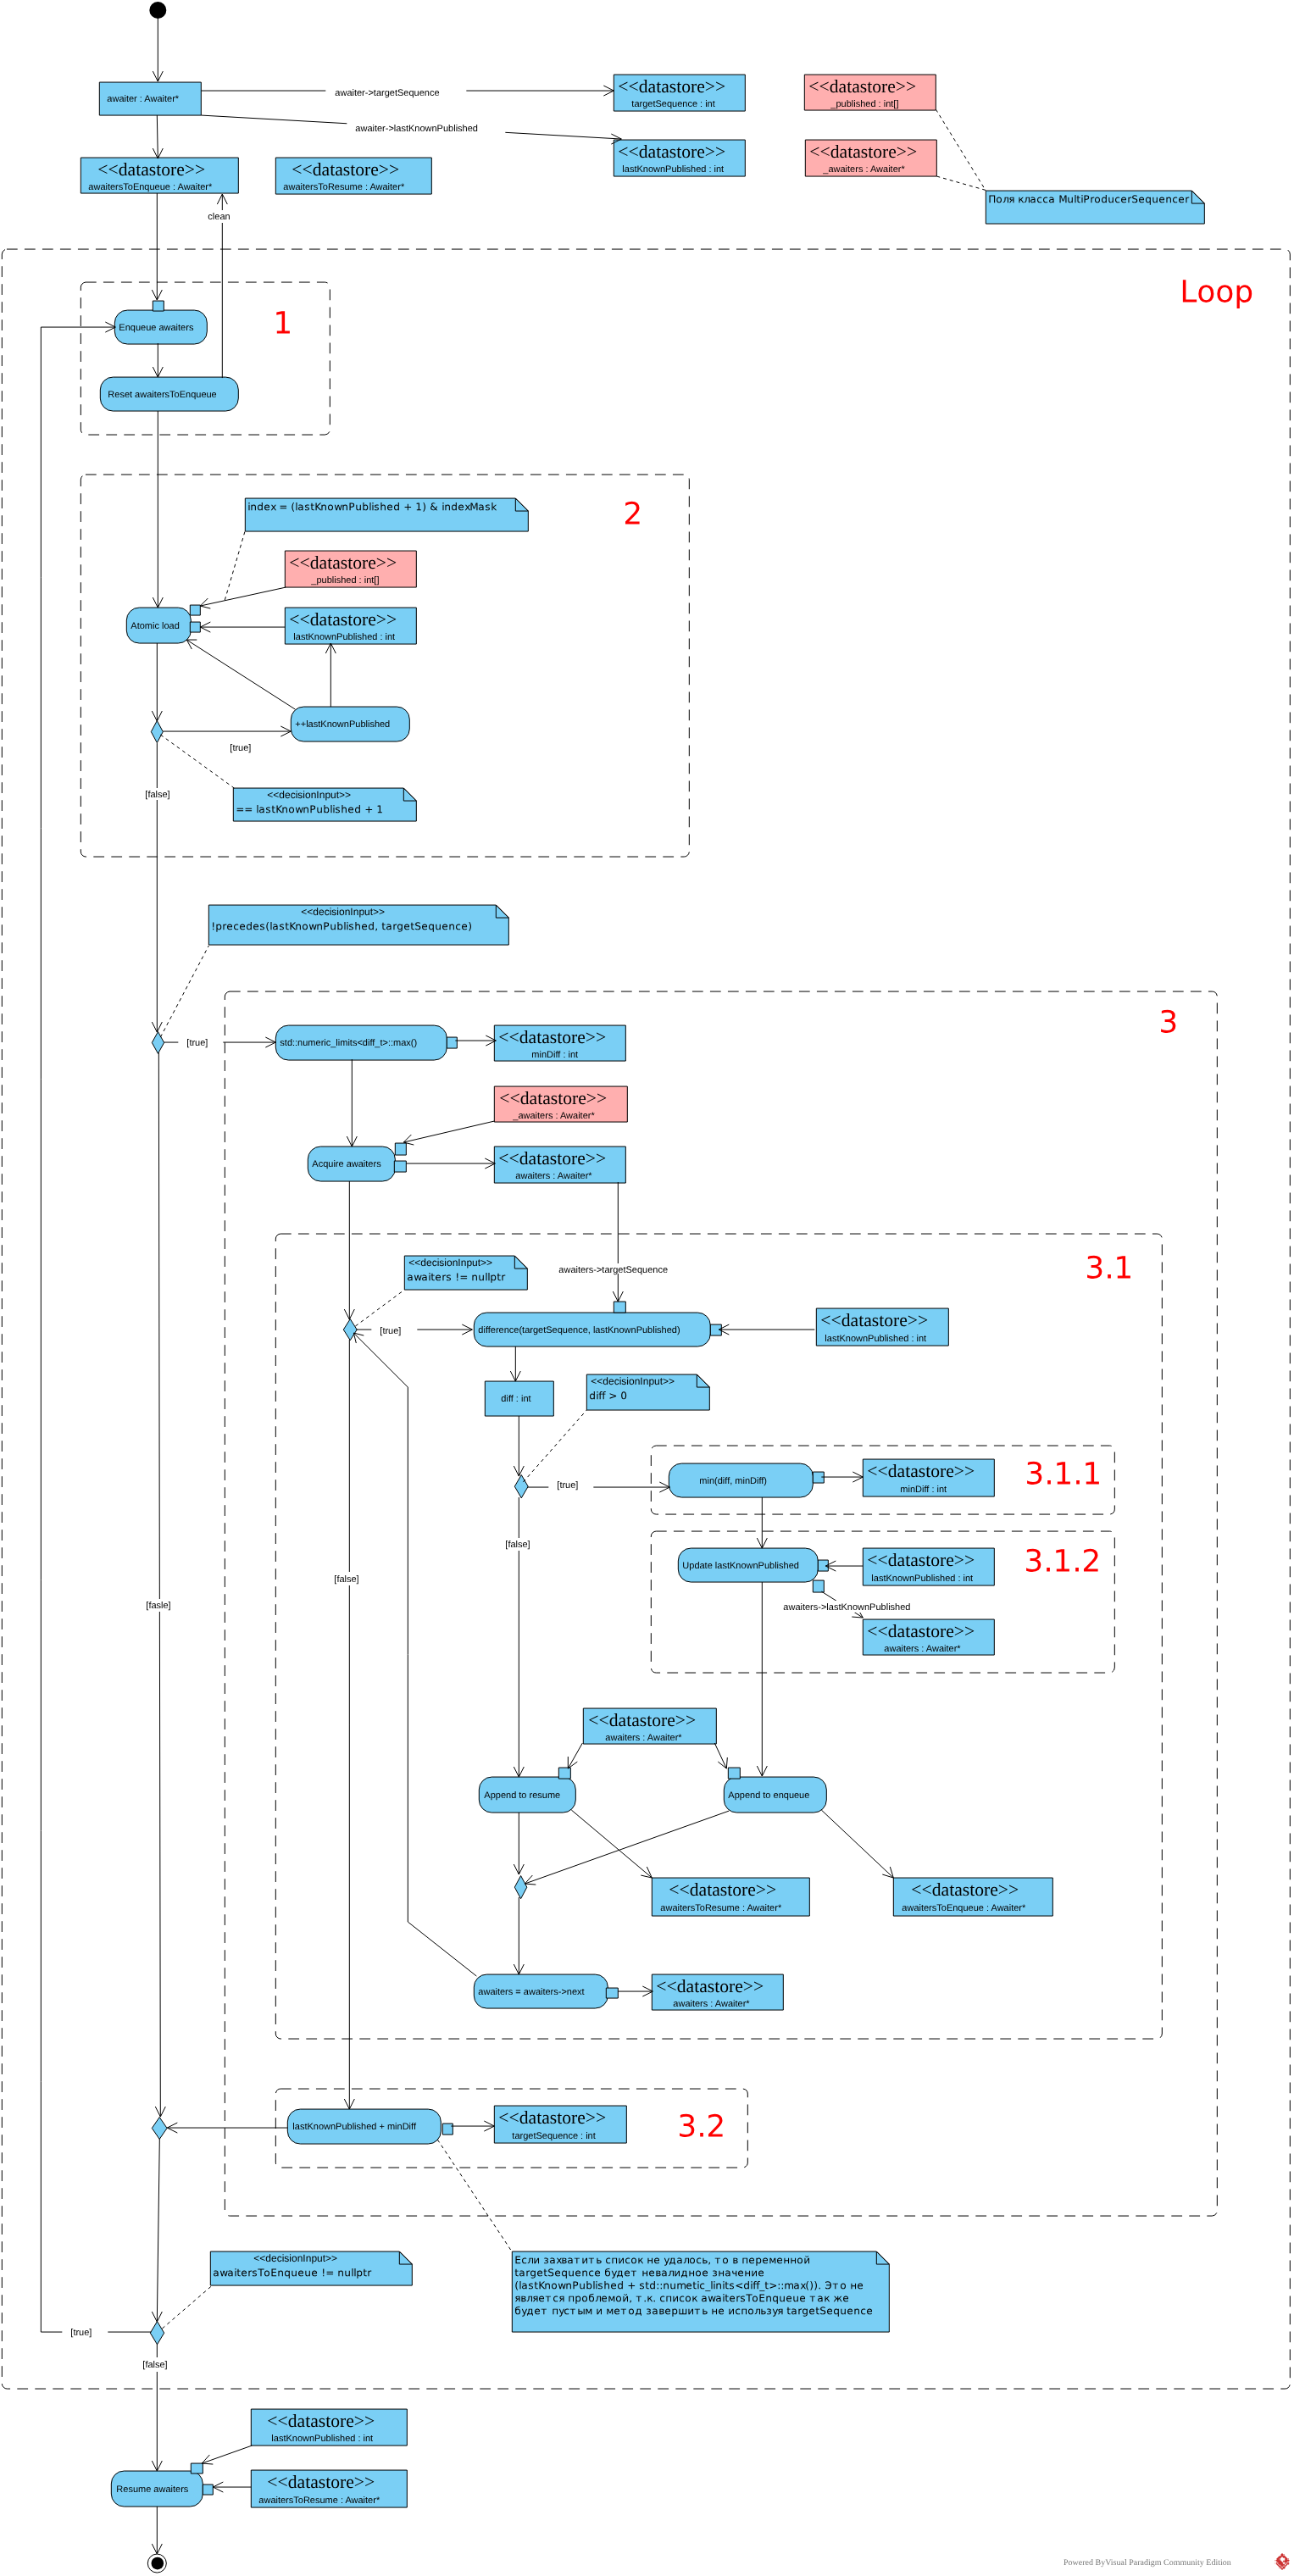 awaiter : Awaiter*
awaiter->targetSequence
<<datastore>>
targetSequence : int
<<datastore>>
_published : int[]
awaiter->lastKnownPublished
<<datastore>>
lastKnownPublished : int
<<datastore>>
_awaiters : Awaiter*
<<datastore>>
awaitersToEnqueue : Awaiter*
<<datastore>>
awaitersToResume : Awaiter*
Поля класса MultiProducerSequencer
clean
Loop
1
Enqueue awaiters
Reset awaitersToEnqueue
2
index = (lastKnownPublished + 1) & indexMask
<<datastore>>
_published : int[]
Atomic load
<<datastore>>
lastKnownPublished : int
++lastKnownPublished
[true]
[false]
<<decisionInput>>
== lastKnownPublished + 1
<<decisionInput>>
!precedes(lastKnownPublished, targetSequence)
3
[true]
std::numeric_limits<diff_t>::max()
<<datastore>>
minDiff : int
<<datastore>>
_awaiters : Awaiter*
Acquire awaiters
<<datastore>>
awaiters : Awaiter*
3.1
<<decisionInput>>
awaiters != nullptr
awaiters->targetSequence
[true]
difference(targetSequence, lastKnownPublished)
<<datastore>>
lastKnownPublished : int
diff : int
<<decisionInput>>
diff > 0
[true]
min(diff, minDiff)
<<datastore>>
minDiff : int
3.1.1
[false]
Update lastKnownPublished
<<datastore>>
lastKnownPublished : int
3.1.2
[false]
[fasle]
awaiters->lastKnownPublished
<<datastore>>
awaiters : Awaiter*
<<datastore>>
awaiters : Awaiter*
Append to resume
Append to enqueue
<<datastore>>
awaitersToResume : Awaiter*
<<datastore>>
awaitersToEnqueue : Awaiter*
awaiters = awaiters->next
<<datastore>>
awaiters : Awaiter*
lastKnownPublished + minDiff
<<datastore>>
targetSequence : int
3.2
<<decisionInput>>
awaitersToEnqueue != nullptr
Если захватить список не удалось, то в переменной
targetSequence будет невалидное значение
(lastKnownPublished + std::numetic_linits<diff_t>::max()). Это не
является проблемой, т.к. список awaitersToEnqueue так же
будет пустым и метод завершить не используя targetSequence
[true]
[false]
<<datastore>>
lastKnownPublished : int
Resume awaiters
<<datastore>>
awaitersToResume : Awaiter*
Powered ByVisual Paradigm Community Edition